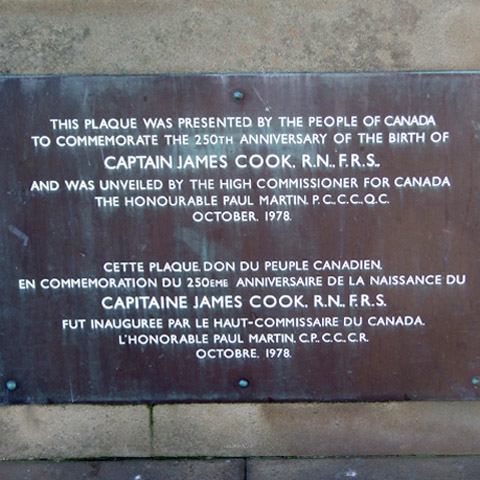 THIS PLAQUE WAS PRESENTED BY THE PEOPLE OF CANADA
TO COMMEMORATE THE 250TH ANNIVERSARY OF THE BIRTH OF
CAPTAIN JAMES COOK, R.N., F.R.S.,
AND WAS UNVEILED BY THE HIGH COMMISSIONER FOR CANADA
THE HONOURABLE PAUL MARTIN, P.C., C.C., Q.C.
OCTOBER, 1978.
CETTE PLAQUE, DON DU PEUPLE CANADIEN,
EN COMMEMORATION DU 250EME ANNIVERSAIRE DE LA NAISSANCE DU
CAPITAINE JAMES COOK, R.N., F.R.S.
FUT INAUGUREE PAR LE HAUT-COMMISSAIRE DU CANADA,
L'HONORABLE PAUL MARTIN, C.P., C.C., C.R.
OCTOBRE, 1978.